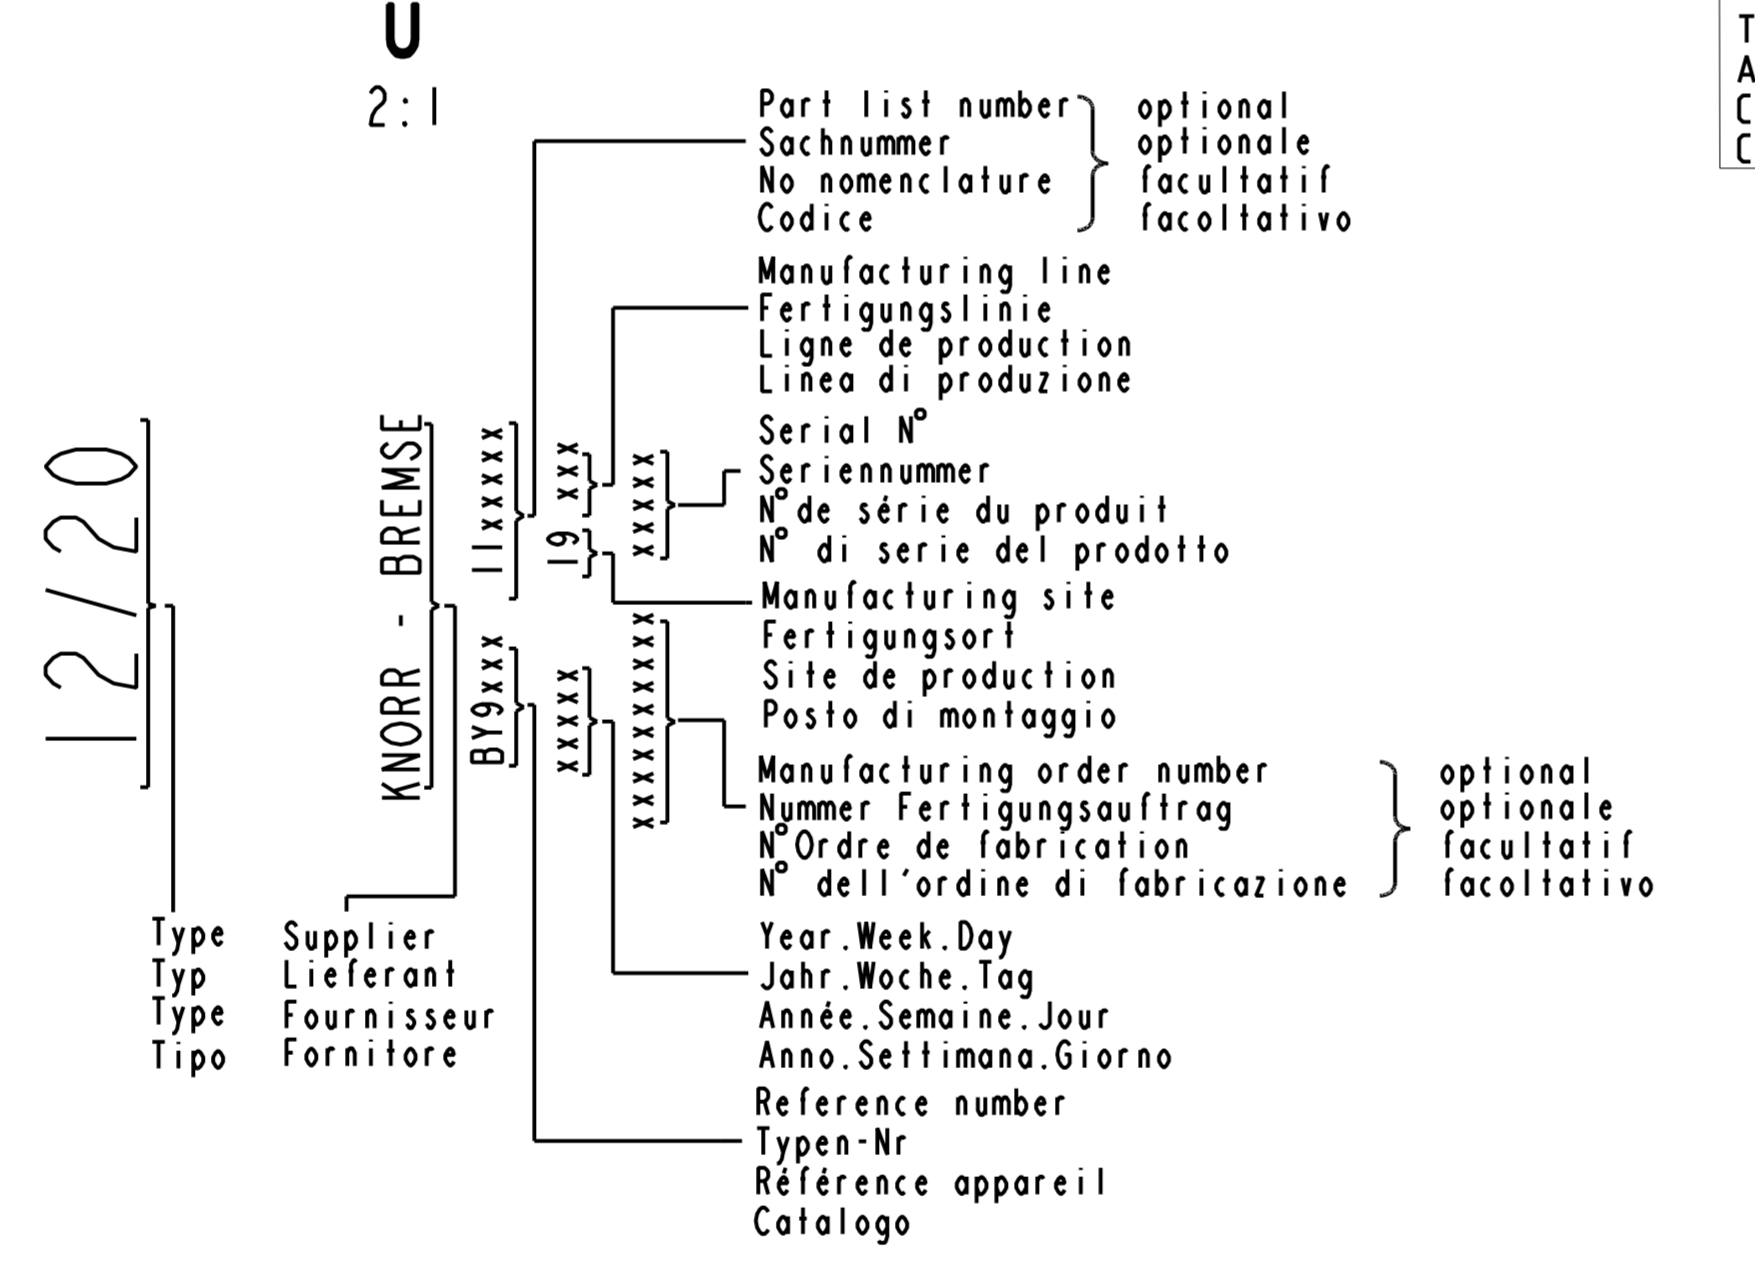 U
2:1
12/20
KNORR - BREMSE
BY9xxx 11xxxxx
xxxxx 19 xxx
xxxxxxxxxx xxxxx
Part list number optional
Sachnummer optionale
No nomenclature facultatif
Codice facoltativo
Manufacturing line
Fertigungslinie
Ligne de production
Linea di produzione
Serial N°
Seriennummer
N°de série du produit
N° di serie del prodotto
Manufacturing site
Fertigungsort
Site de production
Posto di montaggio
Manufacturing order number optional
Nummer Fertigungsauftrag optionale
N°Ordre de fabrication facultatif
N° dell'ordine di fabricazione facoltativo
Year.Week.Day
Jahr.Woche.Tag
Année.Semaine.Jour
Anno.Settimana.Giorno
Reference number
Typen-Nr
Référence appareil
Catalogo
Type Supplier
Typ Lieferant
Type Fournisseur
Tipo Fornitore